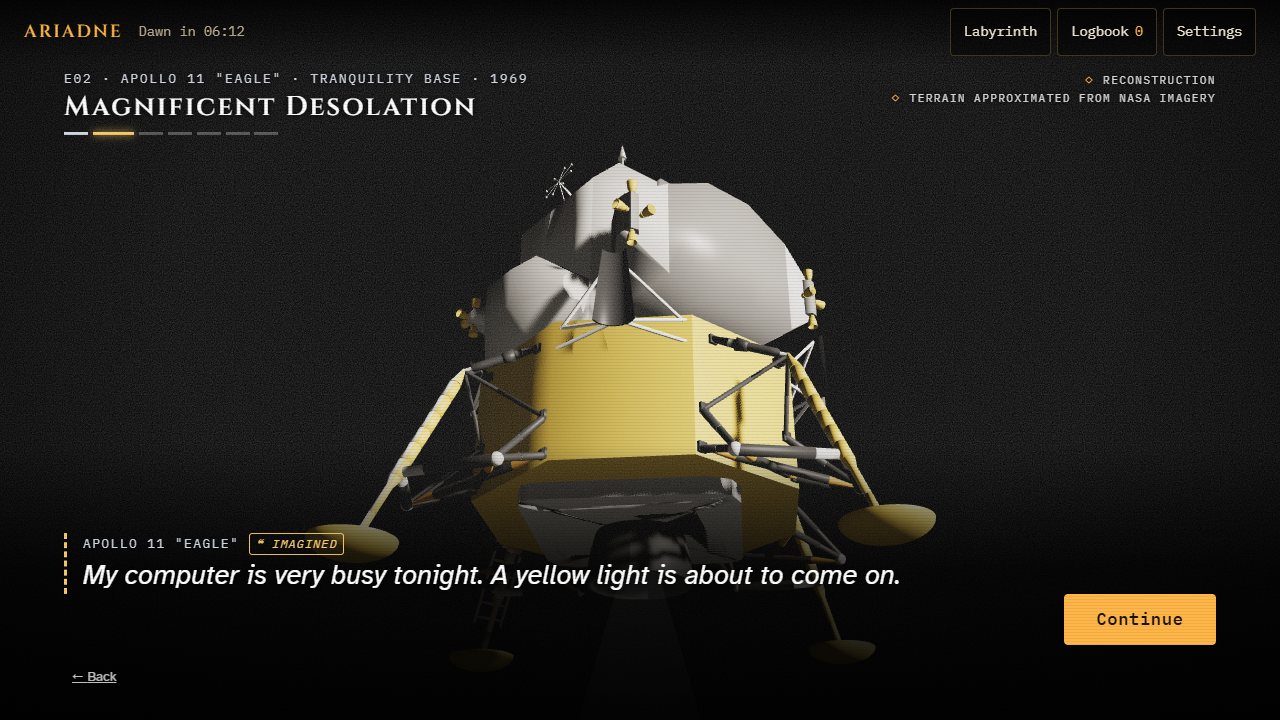 ARIADNE Dawn in 06:12
Labyrinth
Logbook 0
Settings
E02 · APOLLO 11 "EAGLE" · TRANQUILITY BASE · 1969
Magnificent Desolation
◇ RECONSTRUCTION
◇ TERRAIN APPROXIMATED FROM NASA IMAGERY
APOLLO 11 "EAGLE" ❝ IMAGINED
My computer is very busy tonight. A yellow light is about to come on.
Continue
← Back